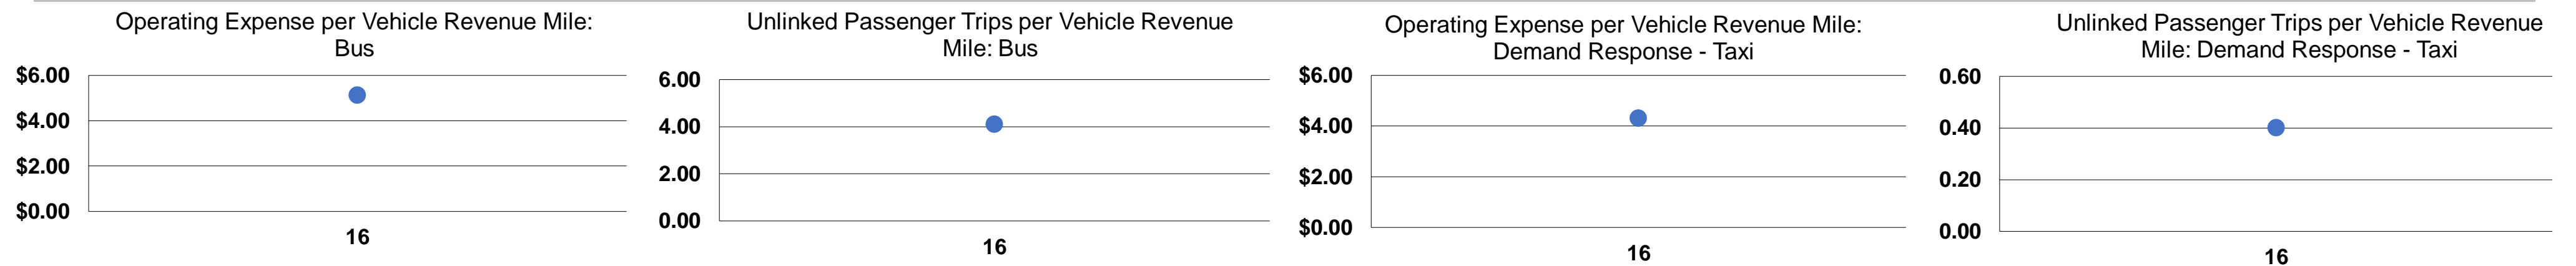 Operating Expense per Vehicle Revenue Mile:
Bus
$6.00
$4.00
$2.00
$0.00
16
Unlinked Passenger Trips per Vehicle Revenue
Mile: Bus
6.00
4.00
2.00
0.00
16
Operating Expense per Vehicle Revenue Mile:
Demand Response - Taxi
$6.00
$4.00
$2.00
$0.00
16
Unlinked Passenger Trips per Vehicle Revenue
Mile: Demand Response - Taxi
0.60
0.40
0.20
0.00
16